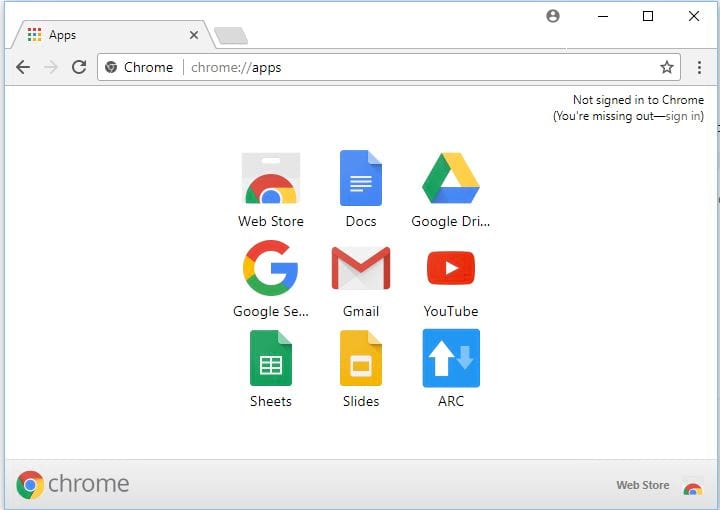 Apps
Chrome chrome://apps
Not signed in to Chrome
(You're missing out—sign in)
Web Store Docs Google Dri...
Google Se... Gmail YouTube
Sheets Slides ARC
chrome Web Store